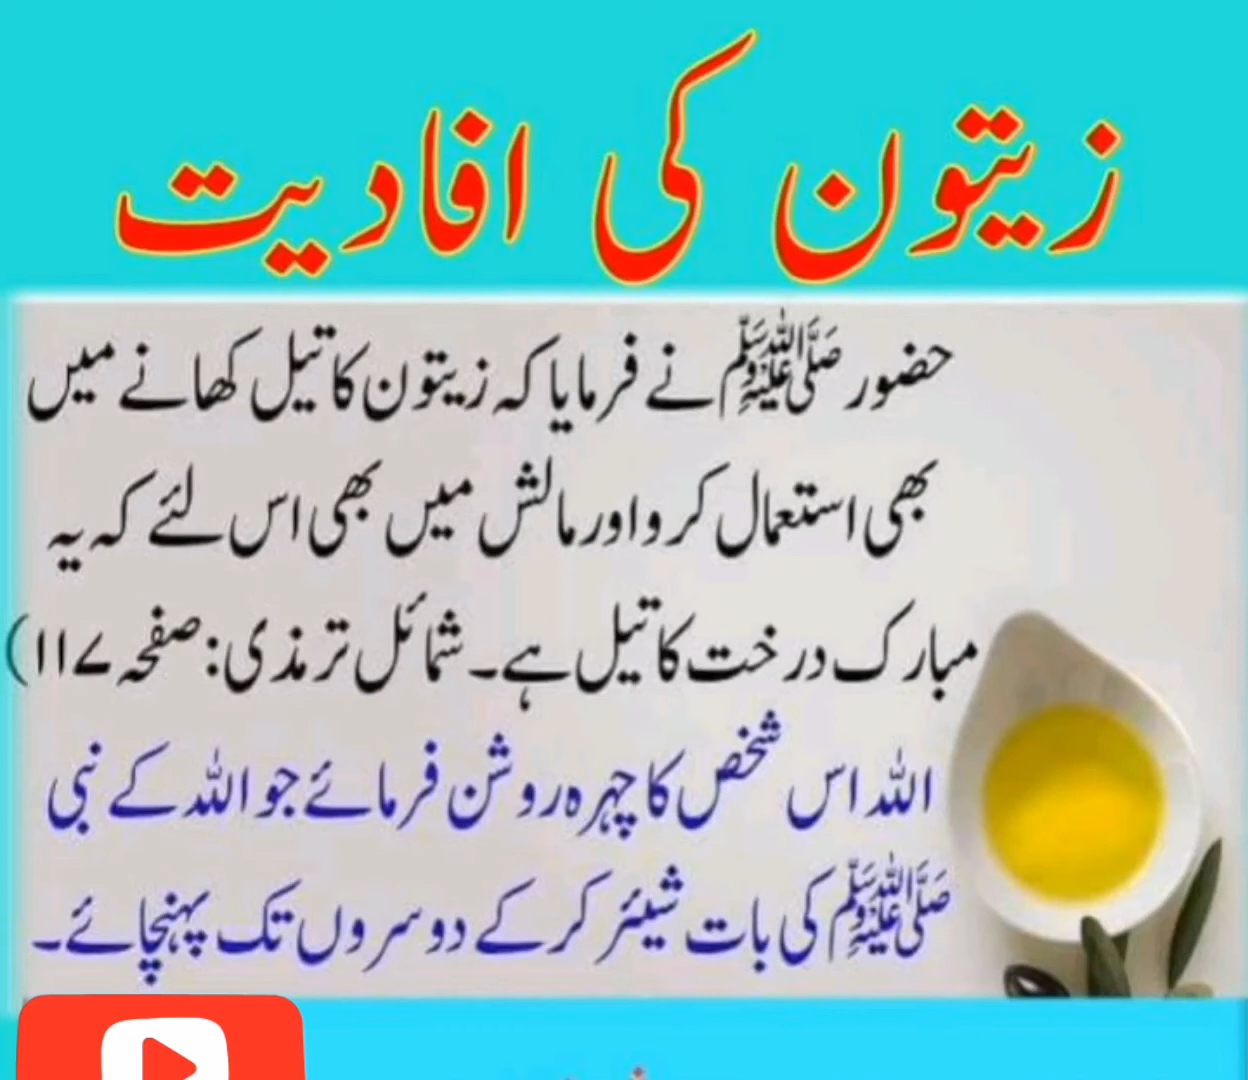 زیتون کی افادیت
حضور ﷺ نے فرمایا کہ زیتون کا تیل کھانے میں
بھی استعمال کرو اور مالش میں بھی اس لئے کہ یہ
مبارک درخت کا تیل ہے۔ شمائل ترمذی: صفحہ ۱۱۷)
اللہ اس شخص کا چہرہ روشن فرمائے جو اللہ کے نبی
ﷺ کی بات شیئر کر کے دوسروں تک پہنچائے۔